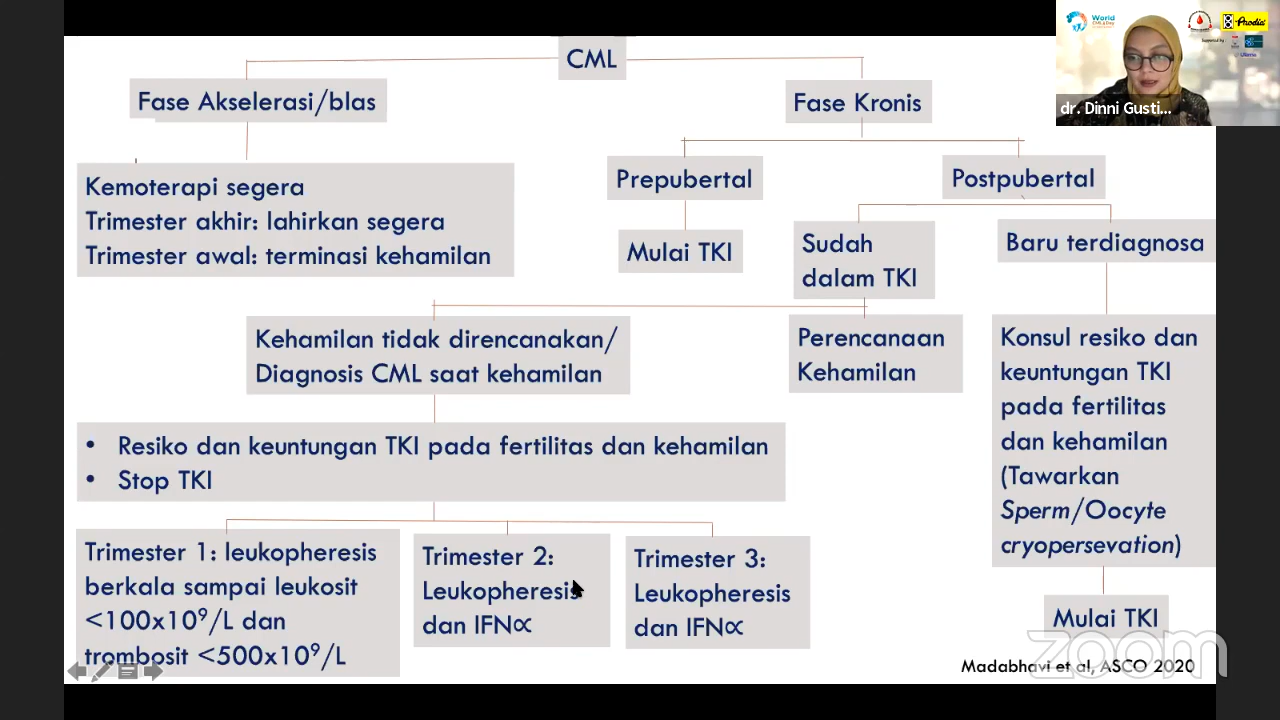 CML
Fase Akselerasi/blas
Fase Kronis
Kemoterapi segera
Trimester akhir: lahirkan segera
Trimester awal: terminasi kehamilan
Prepubertal
Postpubertal
Mulai TKI
Sudah
dalam TKI
Baru terdiagnosa
Kehamilan tidak direncanakan/
Diagnosis CML saat kehamilan
Perencanaan
Kehamilan
Konsul resiko dan
keuntungan TKI
pada fertilitas
dan kehamilan
(Tawarkan
Sperm/Oocyte
cryopersevation)
• Resiko dan keuntungan TKI pada fertilitas dan kehamilan
• Stop TKI
Trimester 1: leukopheresis
berkala sampai leukosit
<100x10⁹/L dan
trombosit <500x10⁹/L
Trimester 2:
Leukopheresis
dan IFN∝
Trimester 3:
Leukopheresis
dan IFN∝
Mulai TKI
Madabhavi et al, ASCO 2020
zoom
World
CML Day
Prodia
dr. Dinni Gusti...